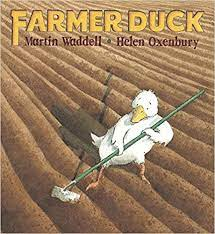 FARMER DUCK
Martin Waddell • Helen Oxenbury